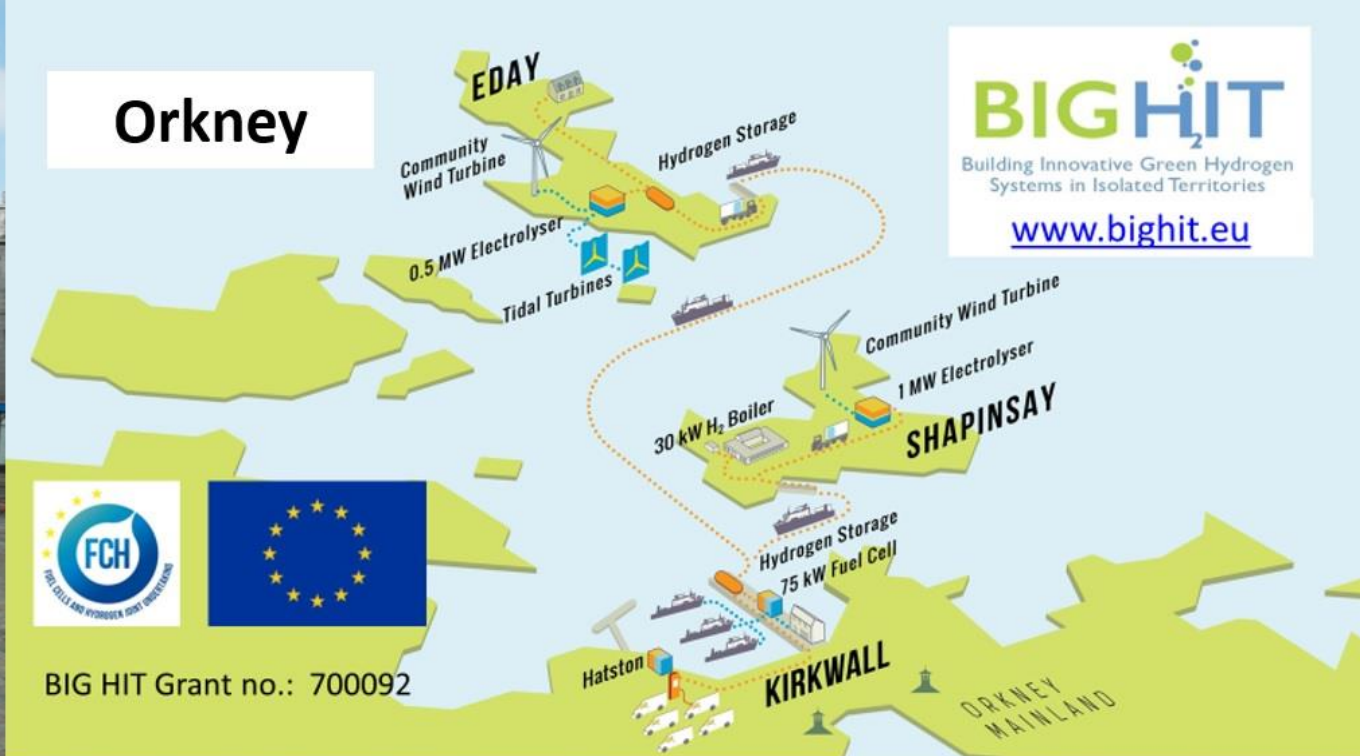 Orkney
EDAY
Community
Wind Turbine
Hydrogen Storage
0.5 MW Electrolyser
Tidal Turbines
BIGH₂IT
Building Innovative Green Hydrogen
Systems in Isolated Territories
www.bighit.eu
Community Wind Turbine
1 MW Electrolyser
30 kW H₂ Boiler
SHAPINSAY
Hydrogen Storage
75 kW Fuel Cell
Hatston
KIRKWALL
ORKNEY
MAINLAND
FCH
FUEL CELLS AND HYDROGEN JOINT UNDERTAKING
BIG HIT Grant no.: 700092